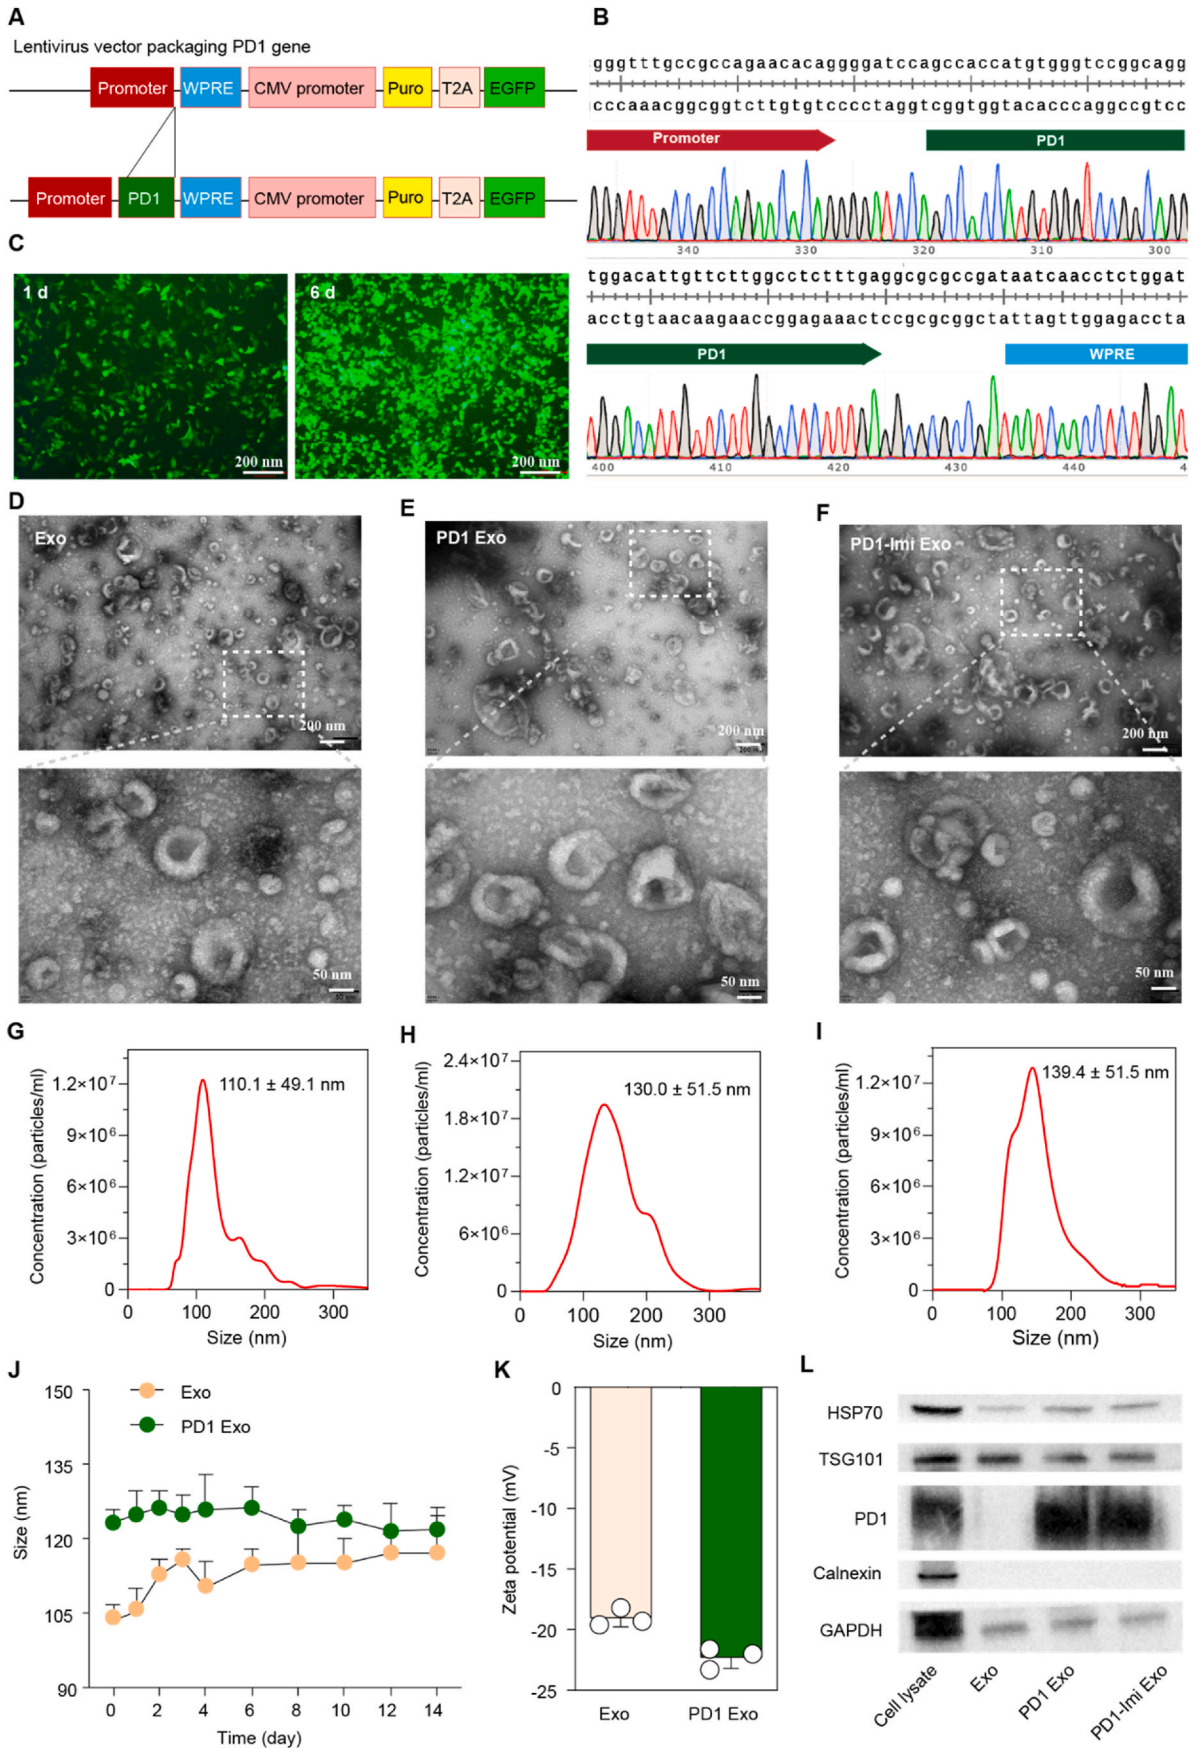 A
Lentivirus vector packaging PD1 gene
Promoter WPRE CMV promoter Puro T2A EGFP
Promoter PD1 WPRE CMV promoter Puro T2A EGFP
B
gggtttgccgccagaacacaggggatccagccaccatgtgggtccggcagg
cccaaacggcggtcttgtgtcccctaggtcggtggtacacccaggccgtcc
Promoter PD1
340 330 320 310 300
tggacattgttcttggcctctttgaggcgcgccgataatcaacctctggat
acctgtaacaagaaccggagaaactccgcgcggctattagttggagaccta
PD1 WPRE
400 410 420 430 440 4
C
1 d 6 d
200 nm 200 nm
D E F
Exo PD1 Exo PD1-Imi Exo
200 nm 200 nm 200 nm
50 nm 50 nm 50 nm
G
Concentration (particles/ml)
1.2×10⁷
9×10⁶
6×10⁶
3×10⁶
0
110.1 ± 49.1 nm
0 100 200 300
Size (nm)
H
Concentration (particles/ml)
2.4×10⁷
1.8×10⁷
1.2×10⁷
6×10⁶
0
130.0 ± 51.5 nm
0 100 200 300
Size (nm)
I
Concentration (particles/ml)
1.2×10⁷
9×10⁶
6×10⁶
3×10⁶
0
139.4 ± 51.5 nm
0 100 200 300
Size (nm)
J
Exo
PD1 Exo
Size (nm)
150
135
120
105
90
0 2 4 6 8 10 12 14
Time (day)
K
Zeta potential (mV)
0
-5
-10
-15
-20
-25
Exo PD1 Exo
L
HSP70
TSG101
PD1
Calnexin
GAPDH
Cell lysate Exo PD1 Exo PD1-Imi Exo